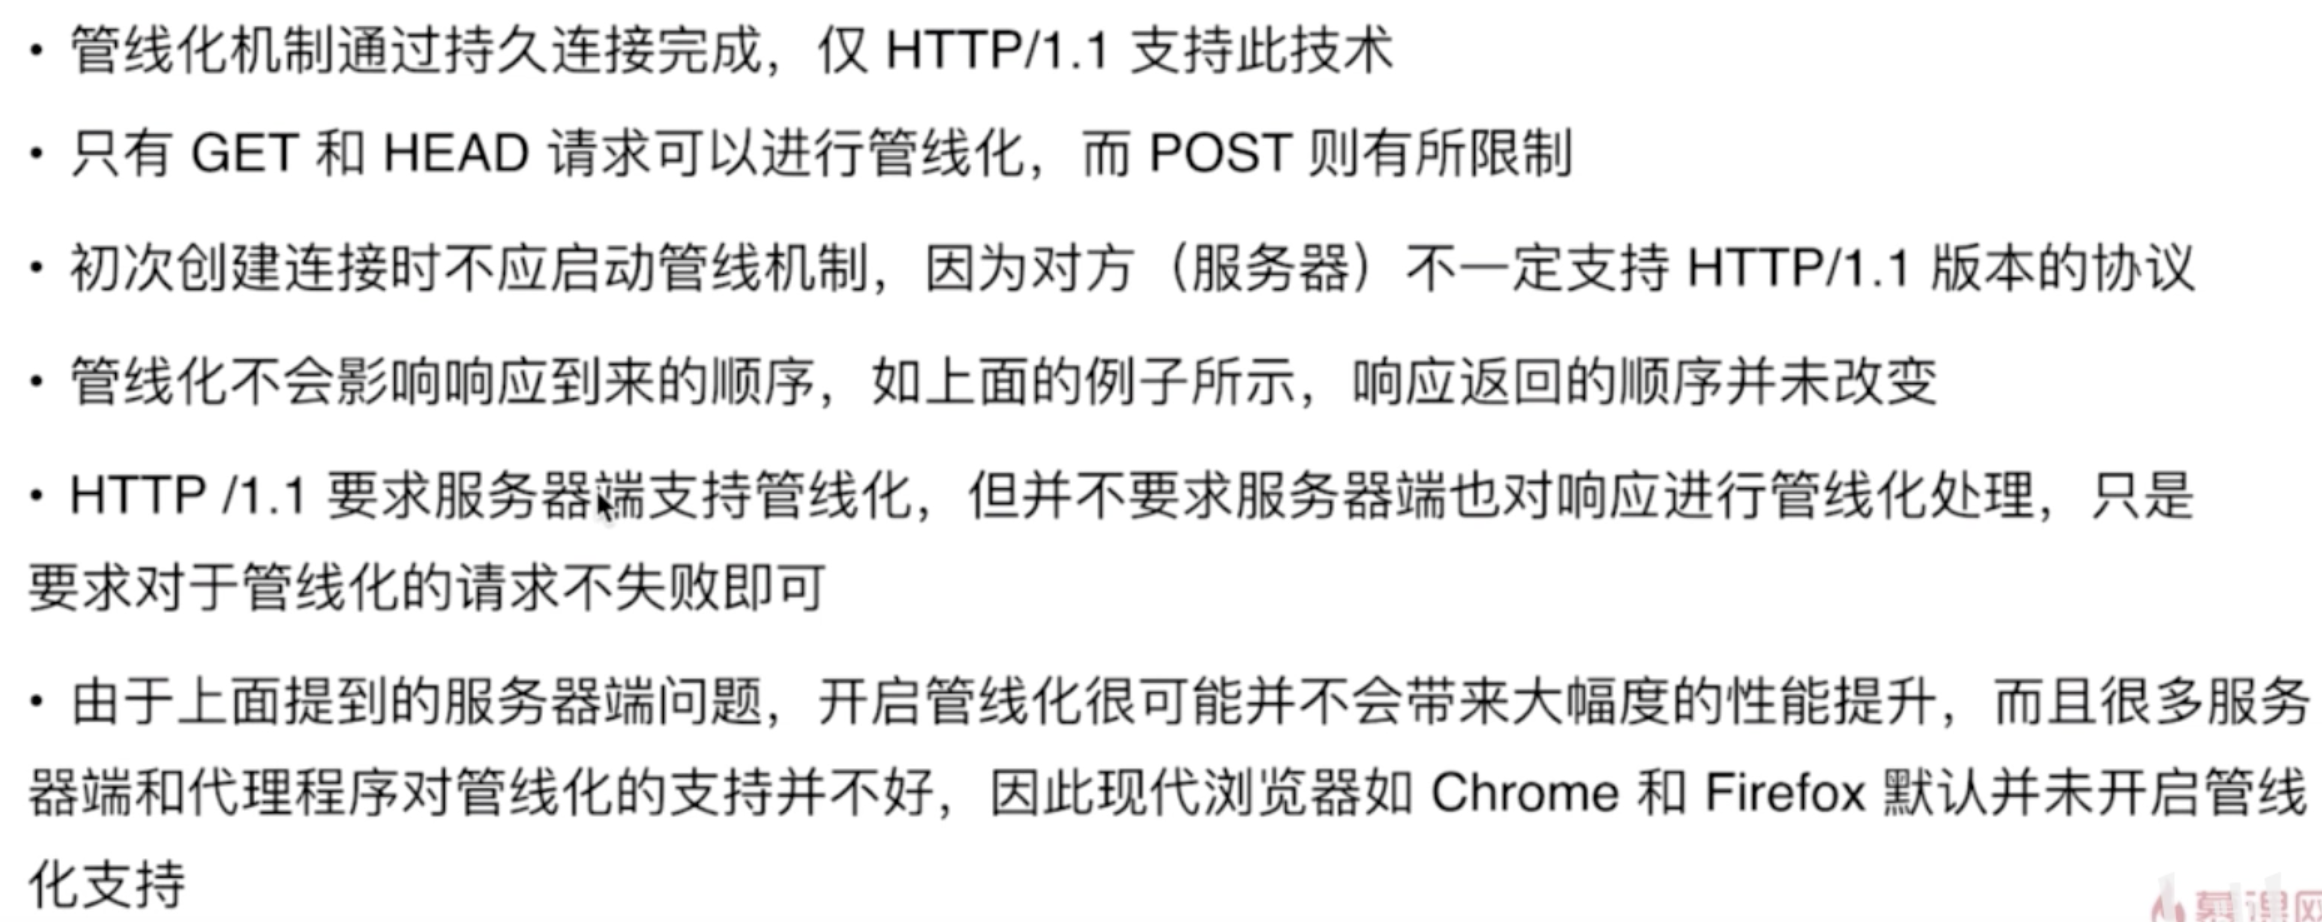 • 管线化机制通过持久连接完成，仅 HTTP/1.1 支持此技术
• 只有 GET 和 HEAD 请求可以进行管线化，而 POST 则有所限制
• 初次创建连接时不应启动管线机制，因为对方（服务器）不一定支持 HTTP/1.1 版本的协议
• 管线化不会影响响应到来的顺序，如上面的例子所示，响应返回的顺序并未改变
• HTTP /1.1 要求服务器端支持管线化，但并不要求服务器端也对响应进行管线化处理，只是
要求对于管线化的请求不失败即可
• 由于上面提到的服务器端问题，开启管线化很可能并不会带来大幅度的性能提升，而且很多服务
器端和代理程序对管线化的支持并不好，因此现代浏览器如 Chrome 和 Firefox 默认并未开启管线
化支持
慕课网